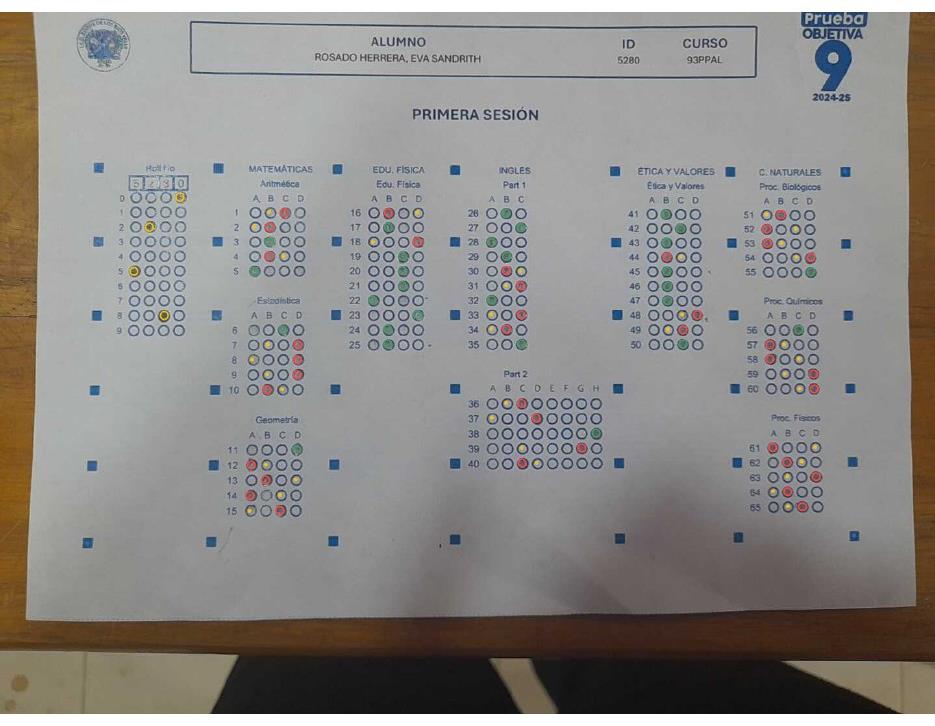 Prueba
OBJETIVA
9
2024-25
ALUMNO ID CURSO
ROSADO HERRERA, EVA SANDRITH 5280 93PPAL
PRIMERA SESIÓN
MATEMÁTICAS
Aritmética
A B C D
1
2
3
4
5
Estadística
A B C D
6
7
8
9
10
Geometría
A B C D
11
12
13
14
15
EDU. FÍSICA
Edu. Física
A B C D
16
17
18
19
20
21
22
23
24
25
INGLÉS
Part 1
A B C
26
27
28
29
30
31
32
33
34
35
Part 2
A B C D E F G H
36
37
38
39
40
ÉTICA Y VALORES
Ética y Valores
A B C D
41
42
43
44
45
46
47
48
49
50
C. NATURALES
Proc. Biológicos
A B C D
51
52
53
54
55
Proc. Químicos
A B C D
56
57
58
59
60
Proc. Físicos
A B C D
61
62
63
64
65
0
1
2
3
4
5
6
7
8
9